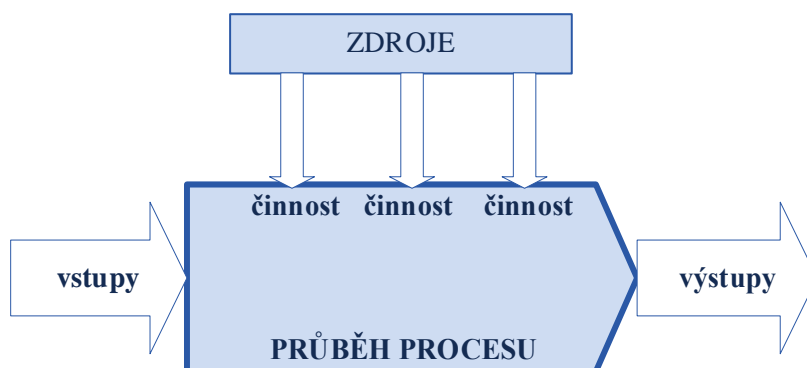 ZDROJE
činnost činnost činnost
vstupy
výstupy
PRŮBĚH PROCESU